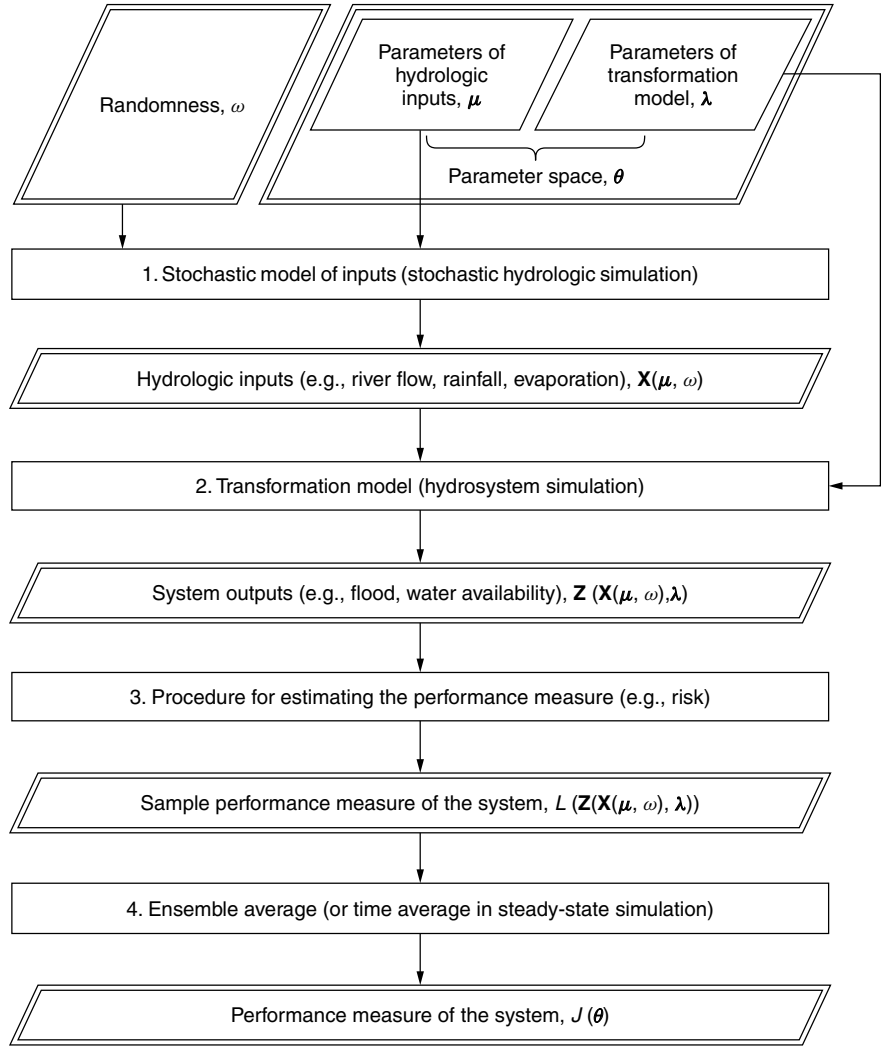 Randomness, ω
Parameters of
hydrologic
inputs, μ
Parameters of
transformation
model, λ
Parameter space, θ
1. Stochastic model of inputs (stochastic hydrologic simulation)
Hydrologic inputs (e.g., river flow, rainfall, evaporation), X(μ, ω)
2. Transformation model (hydrosystem simulation)
System outputs (e.g., flood, water availability), Z (X(μ, ω),λ)
3. Procedure for estimating the performance measure (e.g., risk)
Sample performance measure of the system, L (Z(X(μ, ω), λ))
4. Ensemble average (or time average in steady-state simulation)
Performance measure of the system, J (θ)